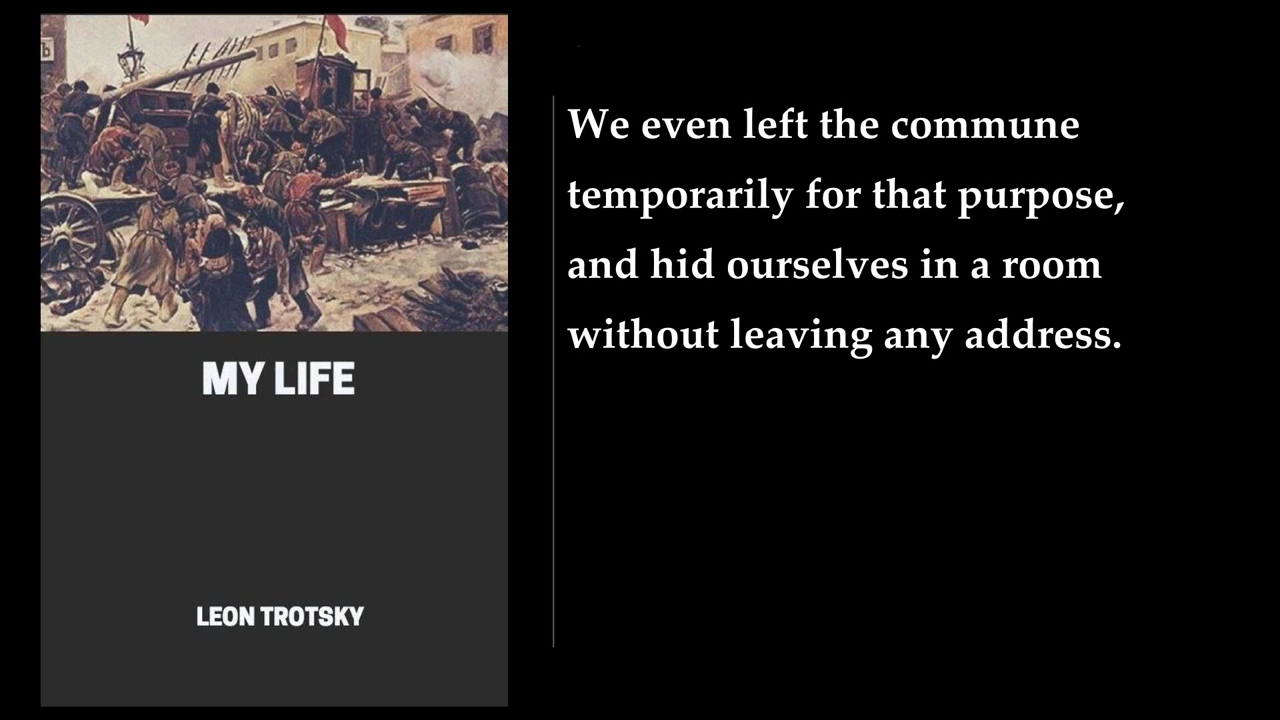 MY LIFE
LEON TROTSKY
We even left the commune
temporarily for that purpose,
and hid ourselves in a room
without leaving any address.